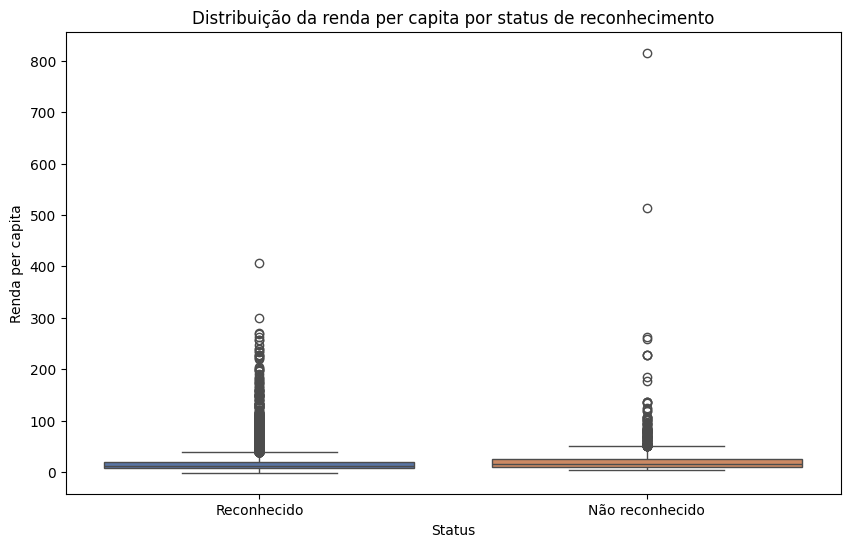 Distribuição da renda per capita por status de reconhecimento
Renda per capita
800
700
600
500
400
300
200
100
0
Reconhecido
Não reconhecido
Status